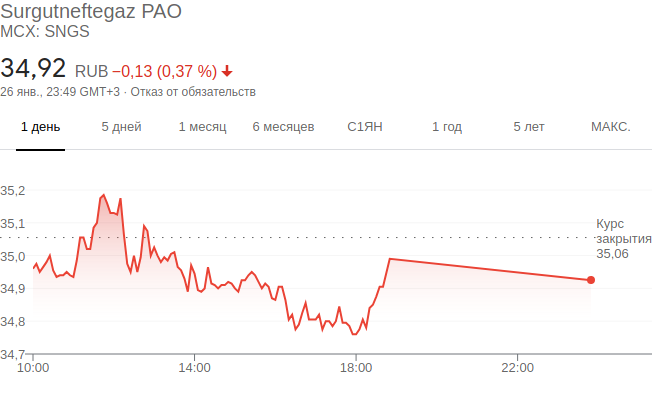 Surgutneftegaz PAO
MCX: SNGS
34,92 RUB −0,13 (0,37 %)
26 янв., 23:49 GMT+3 · Отказ от обязательств
1 день 5 дней 1 месяц 6 месяцев С1ЯН 1 год 5 лет МАКС.
35,2
35,1
Курс
закрытия
35,06
35,0
34,9
34,8
34,7
10:00 14:00 18:00 22:00